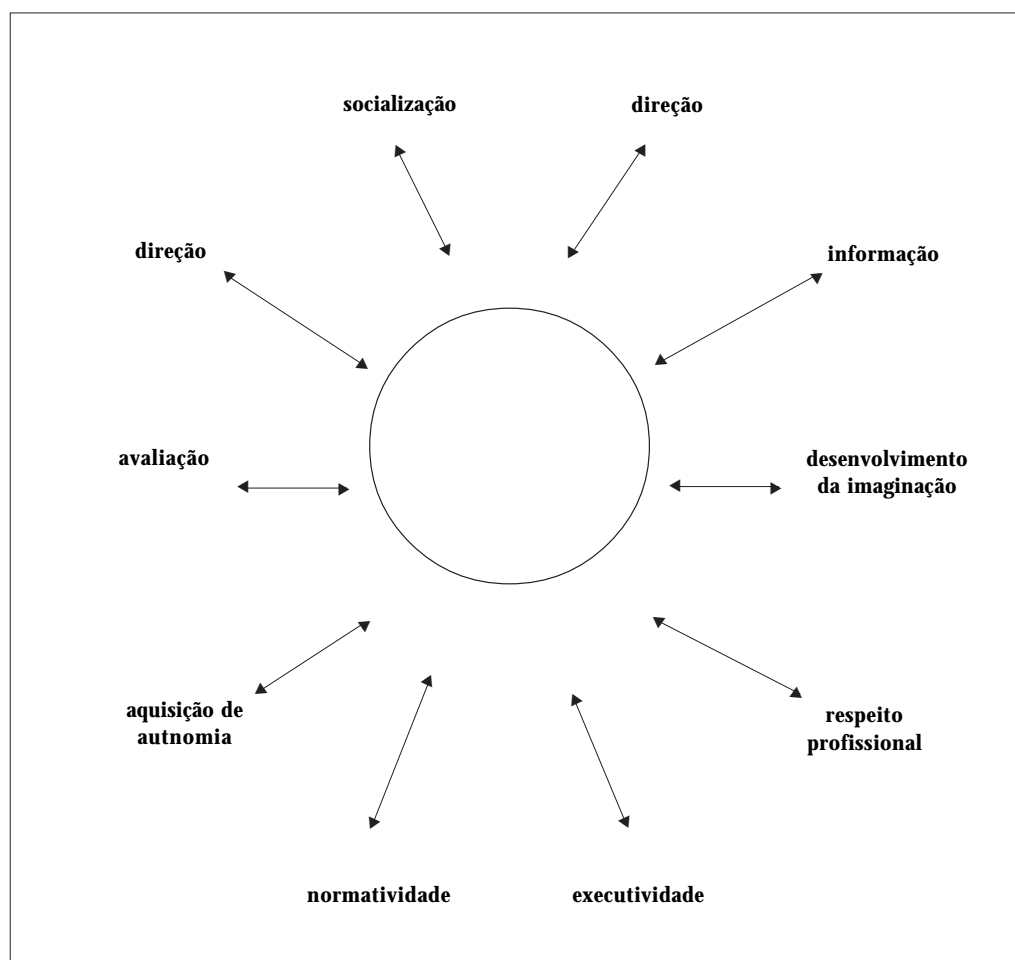 socialização
direção
direção
informação
avaliação
desenvolvimento
da imaginação
aquisição de
autnomia
respeito
profissional
normatividade
executividade